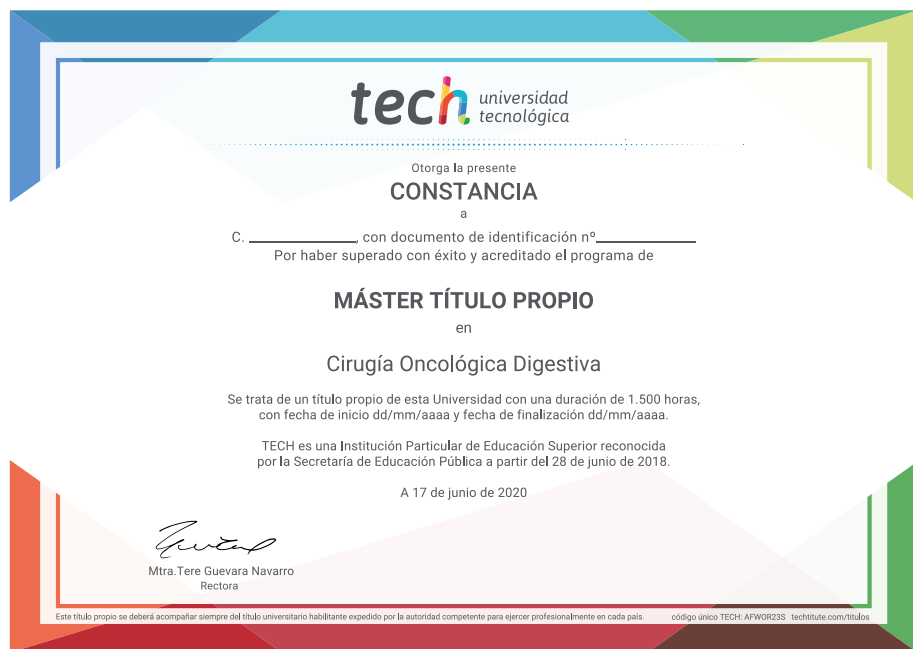 tech universidad
tecnológica
Otorga la presente
CONSTANCIA
a
C. ____________, con documento de identificación nº____________
Por haber superado con éxito y acreditado el programa de
MÁSTER TÍTULO PROPIO
en
Cirugía Oncológica Digestiva
Se trata de un título propio de esta Universidad con una duración de 1.500 horas,
con fecha de inicio dd/mm/aaaa y fecha de finalización dd/mm/aaaa.
TECH es una Institución Particular de Educación Superior reconocida
por la Secretaría de Educación Pública a partir del 28 de junio de 2018.
A 17 de junio de 2020
Mtra.Tere Guevara Navarro
Rectora
Este título propio se deberá acompañar siempre del título universitario habilitante expedido por la autoridad competente para ejercer profesionalmente en cada país. código único TECH: AFWOR23S techtitute.com/titulos